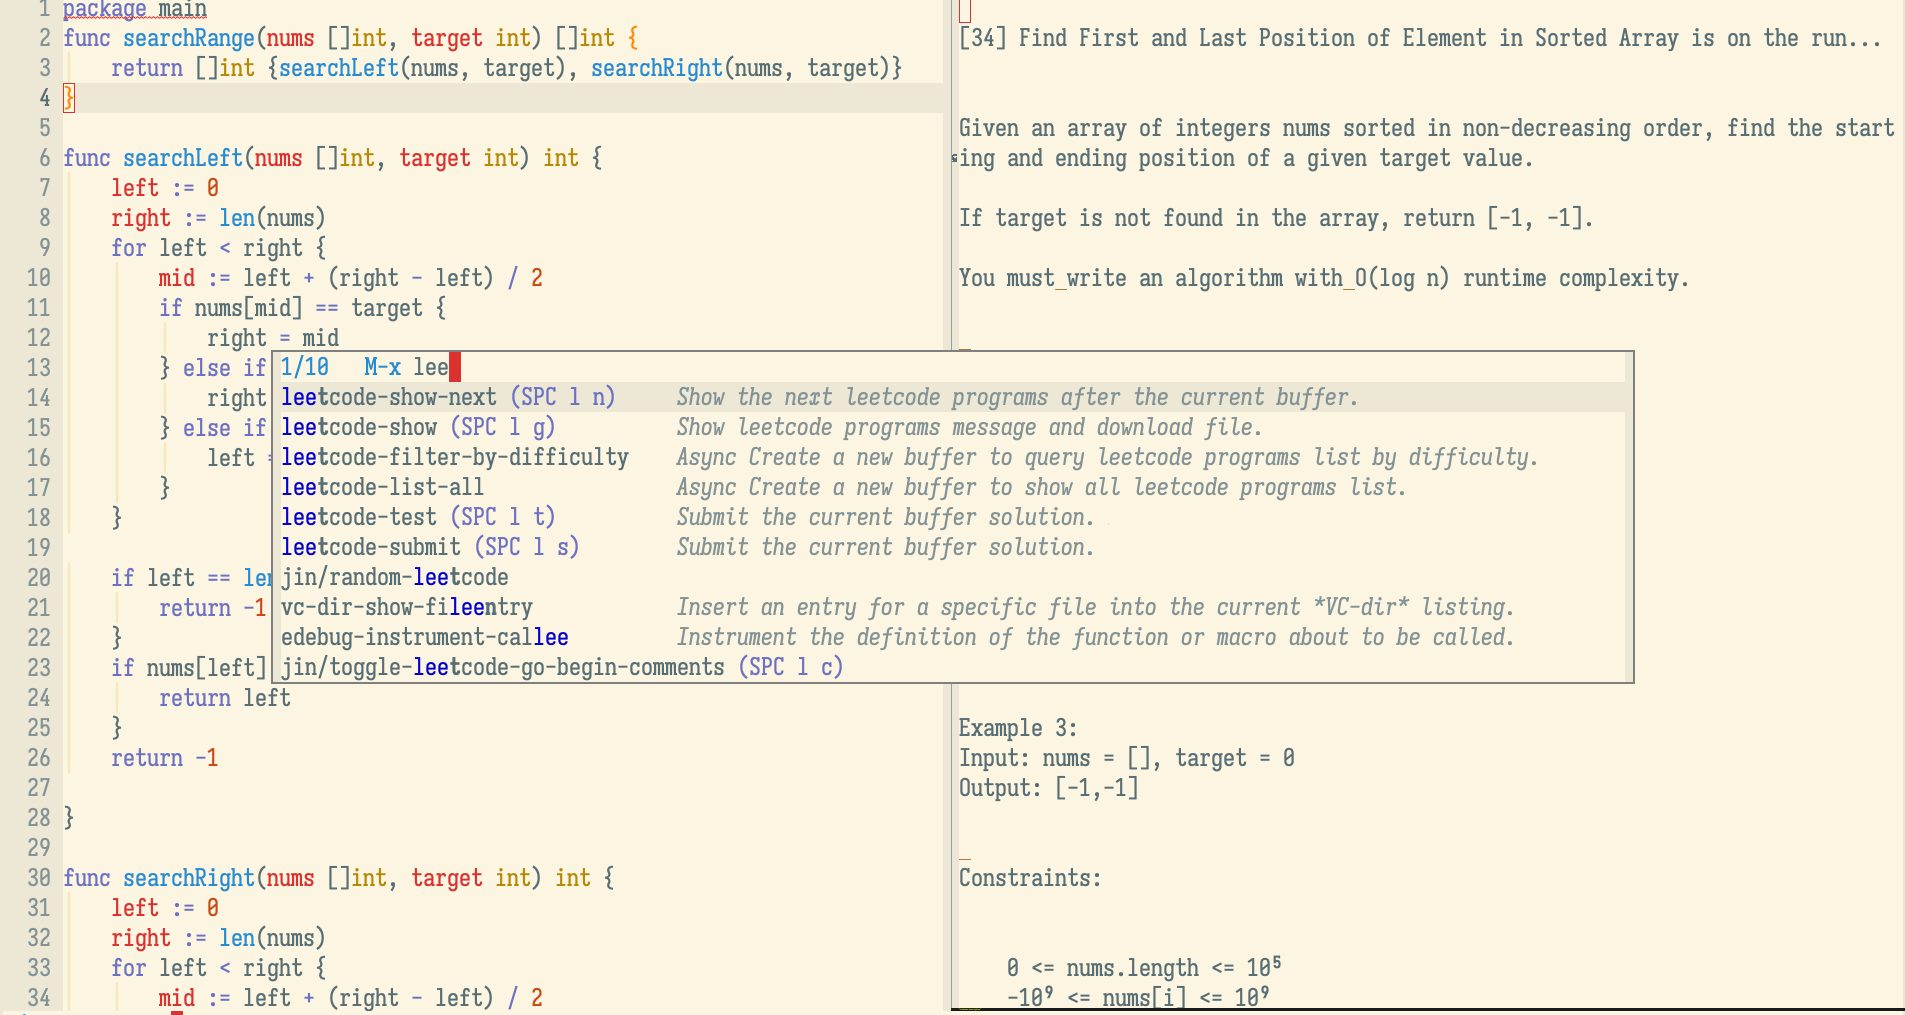 1 package main
2 func searchRange(nums []int, target int) []int {
3 return []int {searchLeft(nums, target), searchRight(nums, target)}
4 }
5
6 func searchLeft(nums []int, target int) int {
7 left := 0
8 right := len(nums)
9 for left < right {
10 mid := left + (right - left) / 2
11 if nums[mid] == target {
12 right = mid
13 } else if
14 right
15 } else if
16 left =
17 }
18 }
19
20 if left == len
21 return -1
22 }
23 if nums[left]
24 return left
25 }
26 return -1
27
28 }
29
30 func searchRight(nums []int, target int) int {
31 left := 0
32 right := len(nums)
33 for left < right {
34 mid := left + (right - left) / 2
1/10 M-x lee
leetcode-show-next (SPC l n) Show the next leetcode programs after the current buffer.
leetcode-show (SPC l g) Show leetcode programs message and download file.
leetcode-filter-by-difficulty Async Create a new buffer to query leetcode programs list by difficulty.
leetcode-list-all Async Create a new buffer to show all leetcode programs list.
leetcode-test (SPC l t) Submit the current buffer solution.
leetcode-submit (SPC l s) Submit the current buffer solution.
jin/random-leetcode
vc-dir-show-fileentry Insert an entry for a specific file into the current *VC-dir* listing.
edebug-instrument-callee Instrument the definition of the function or macro about to be called.
jin/toggle-leetcode-go-begin-comments (SPC l c)
[34] Find First and Last Position of Element in Sorted Array is on the run...
Given an array of integers nums sorted in non-decreasing order, find the start
ing and ending position of a given target value.
If target is not found in the array, return [-1, -1].
You must_write an algorithm with_O(log n) runtime complexity.
_
Example 3:
Input: nums = [], target = 0
Output: [-1,-1]
_
Constraints:
0 <= nums.length <= 10⁵
-10⁹ <= nums[i] <= 10⁹